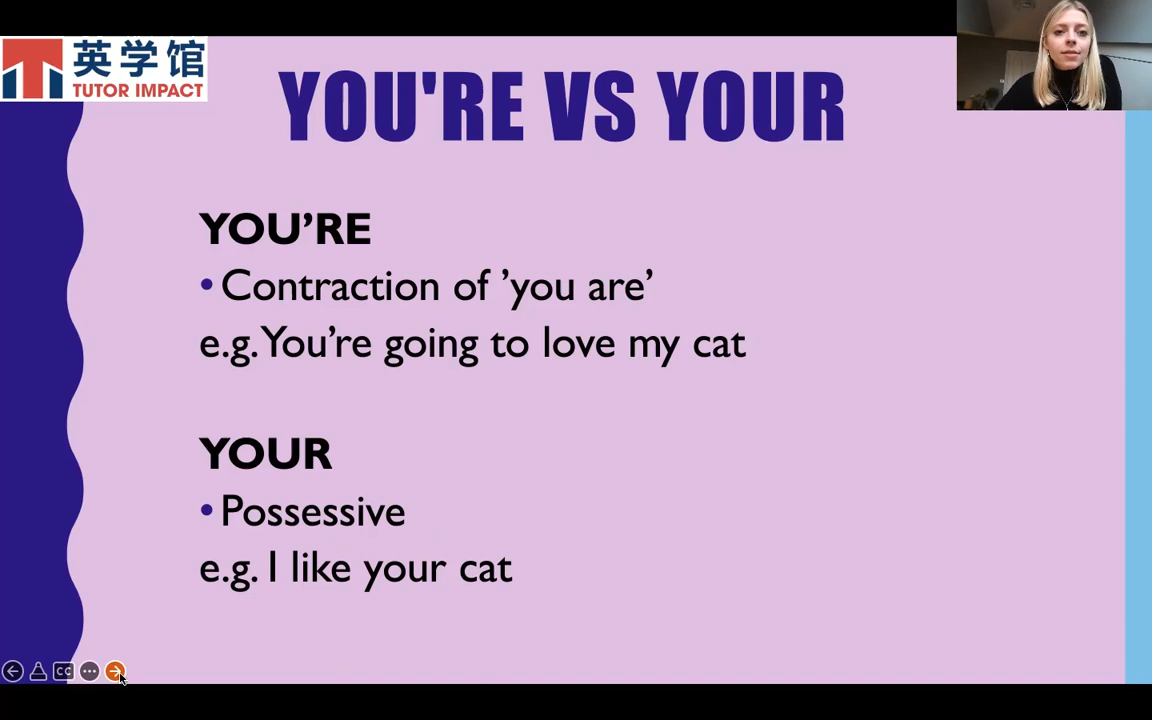 英学馆
TUTOR IMPACT
YOU'RE VS YOUR
YOU’RE
•Contraction of ’you are’
e.g. You’re going to love my cat
YOUR
•Possessive
e.g. I like your cat
CC